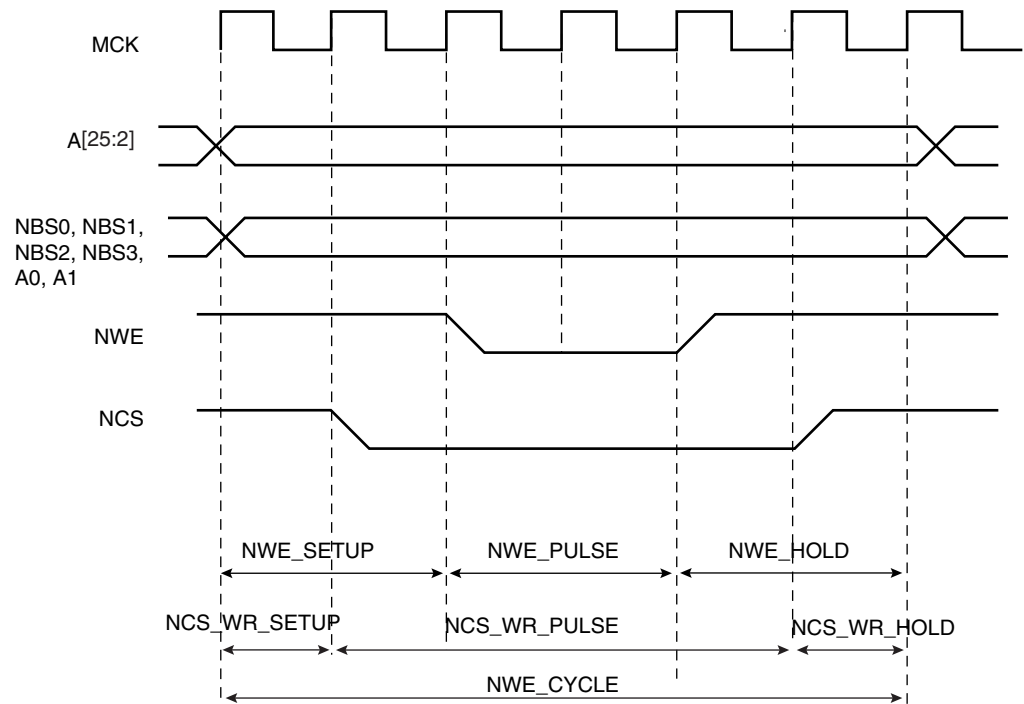 MCK
A[25:2]
NBS0, NBS1,
NBS2, NBS3,
A0, A1
NWE
NCS
NWE_SETUP NWE_PULSE NWE_HOLD
NCS_WR_SETUP NCS_WR_PULSE NCS_WR_HOLD
NWE_CYCLE